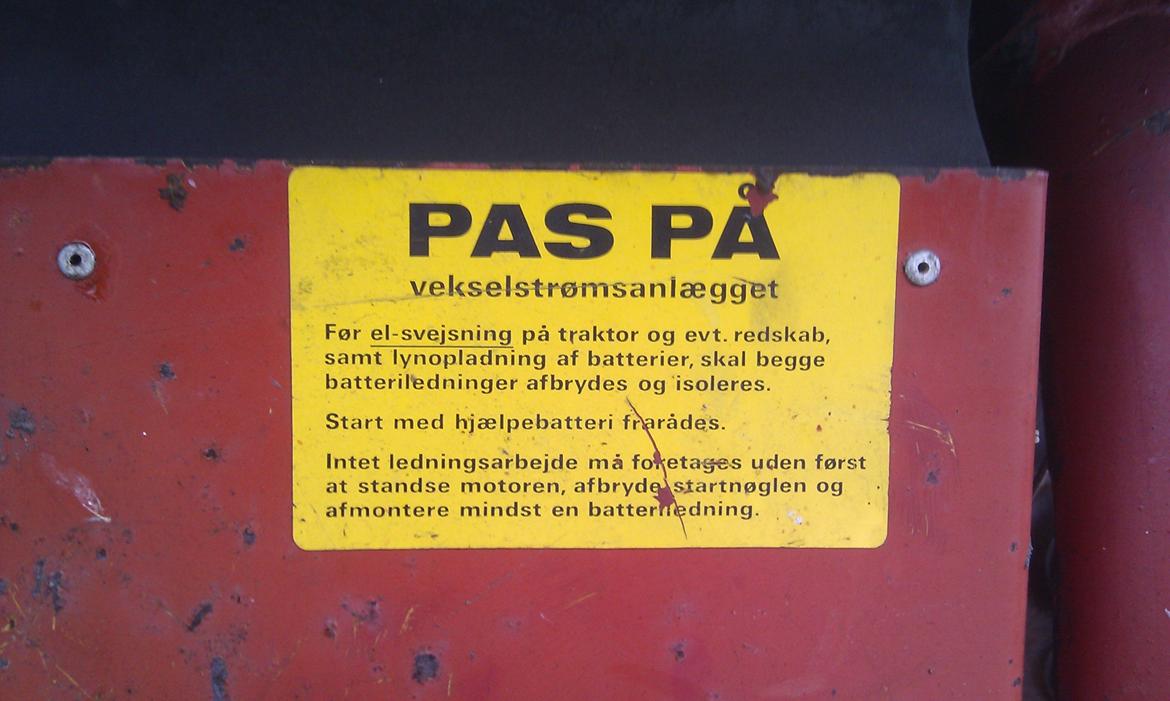 PAS PÅ
vekselstrømsanlægget
Før el-svejsning på traktor og evt. redskab,
samt lynopladning af batterier, skal begge
batteriledninger afbrydes og isoleres.
Start med hjælpebatteri frarådes.
Intet ledningsarbejde må foretages uden først
at standse motoren, afbryde startnøglen og
afmontere mindst en batteriledning.